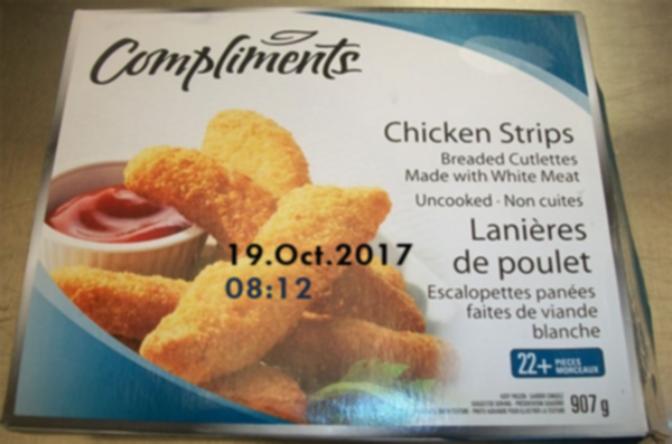 Compliments
Chicken Strips
Breaded Cutlettes
Made with White Meat
Uncooked · Non cuites
Lanières
de poulet
Escalopettes panées
faites de viande
blanche
19.Oct.2017
08:12
22+ PIECES
MORCEAUX
907 g